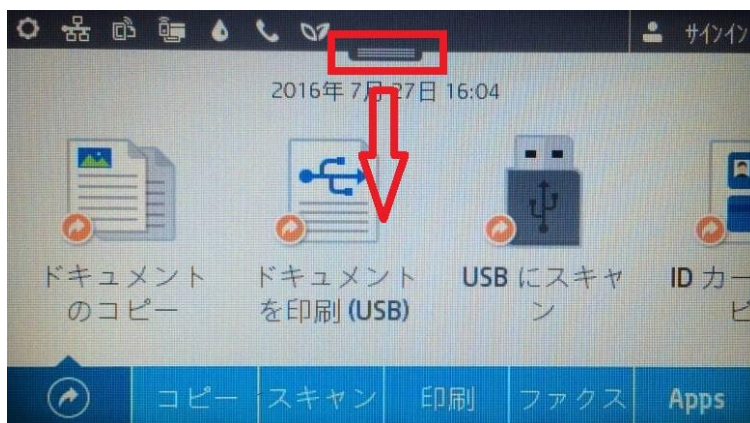 サインイン
2016年 7月 27日 16:04
ドキュメント
のコピー
ドキュメント
を印刷 (USB)
USB にスキャ
ン
ID カー
ピ
コピー
スキャン
印刷
ファクス
Apps